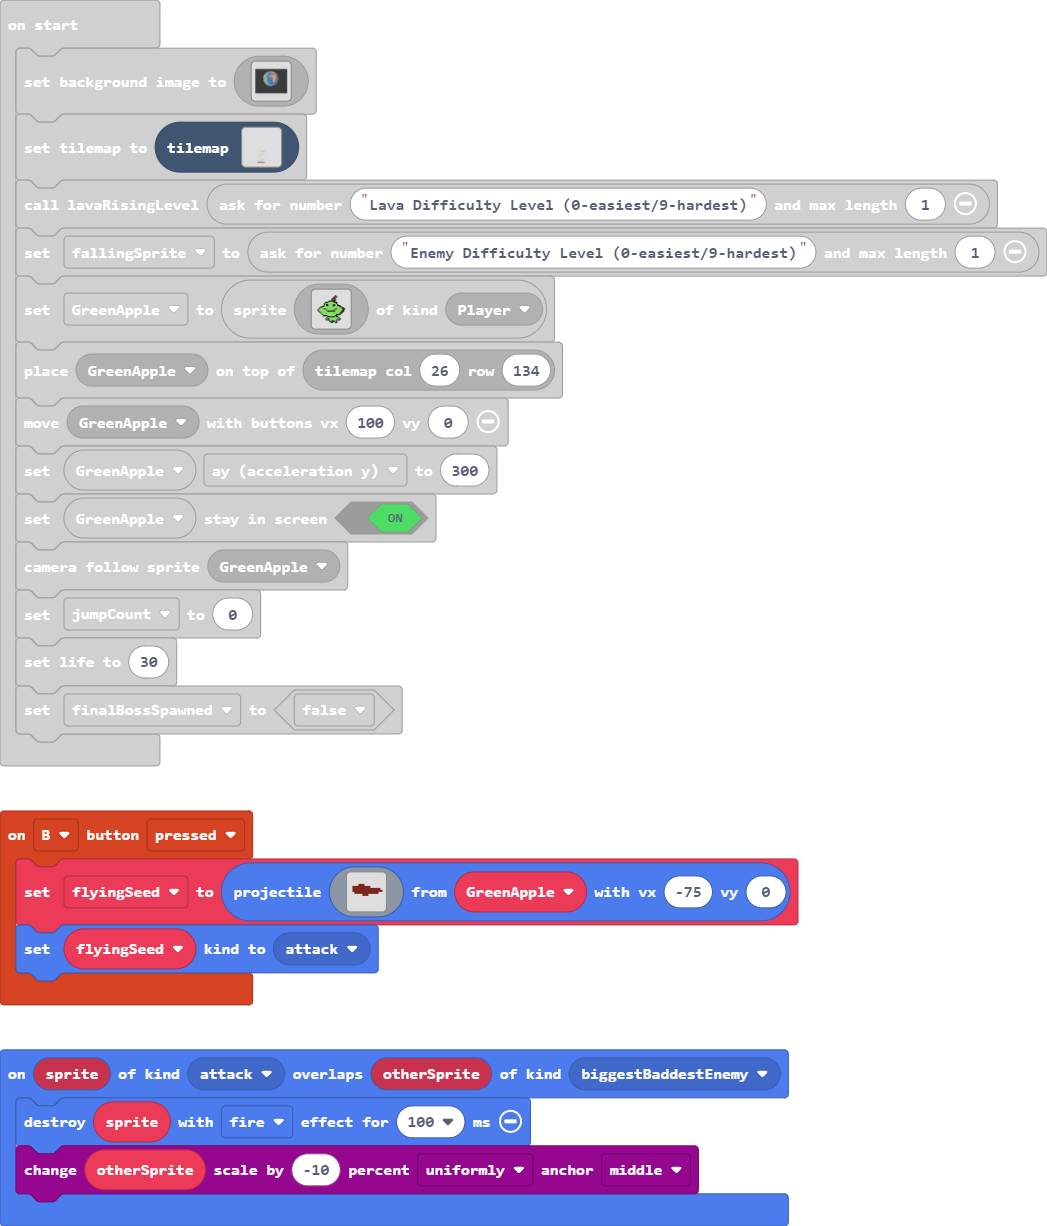 on start
set background image to
set tilemap to tilemap
call lavaRisingLevel ask for number "Lava Difficulty Level (0-easiest/9-hardest)" and max length 1
set fallingSprite to ask for number "Enemy Difficulty Level (0-easiest/9-hardest)" and max length 1
set GreenApple to sprite of kind Player
place GreenApple on top of tilemap col 26 row 134
move GreenApple with buttons vx 100 vy 0
set GreenApple ay (acceleration y) to 300
set GreenApple stay in screen ON
camera follow sprite GreenApple
set jumpCount to 0
set life to 30
set finalBossSpawned to false
on B button pressed
set flyingSeed to projectile from GreenApple with vx -75 vy 0
set flyingSeed kind to attack
on sprite of kind attack overlaps otherSprite of kind biggestBaddestEnemy
destroy sprite with fire effect for 100 ms
change otherSprite scale by -10 percent uniformly anchor middle